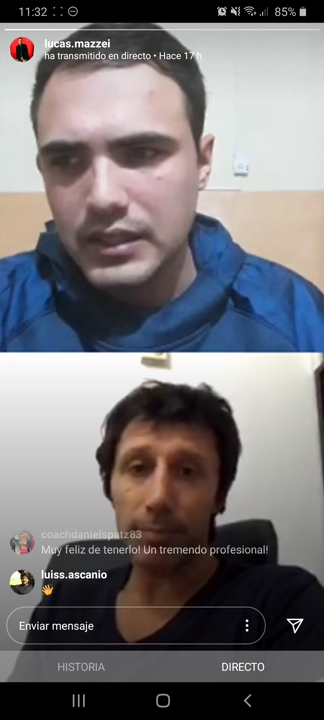 11:32
85%
lucas.mazzei
ha transmitido en directo • Hace 17 h
coachdanielspatz83
Muy feliz de tenerlo! Un tremendo profesional!
luiss.ascanio
👋
Enviar mensaje
HISTORIA
DIRECTO